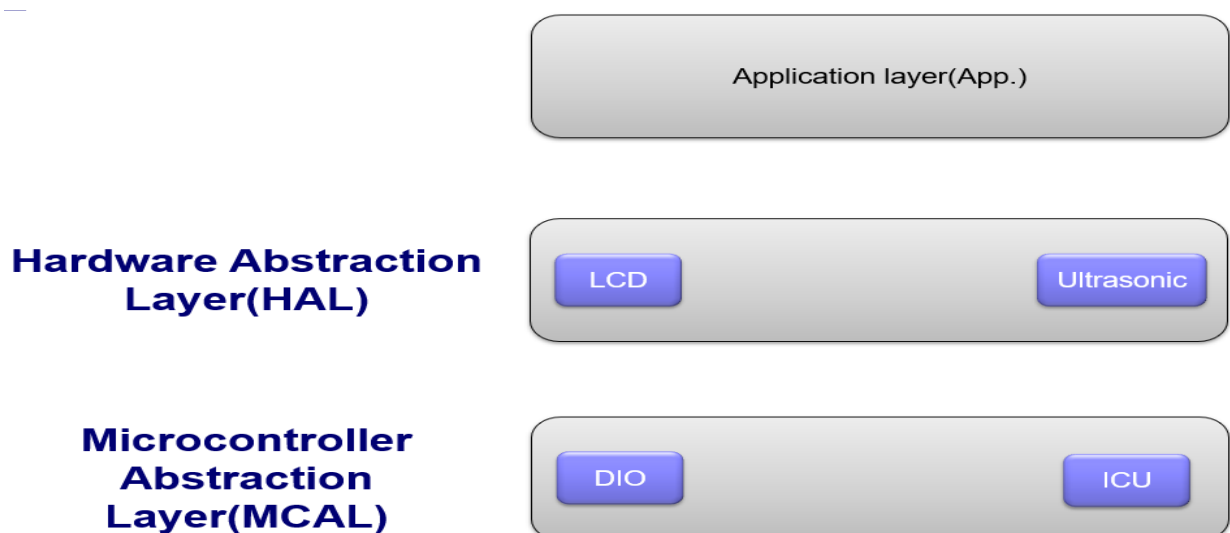 Application layer(App.)
Hardware Abstraction
Layer(HAL)
LCD
Ultrasonic
Microcontroller
Abstraction
Layer(MCAL)
DIO
ICU